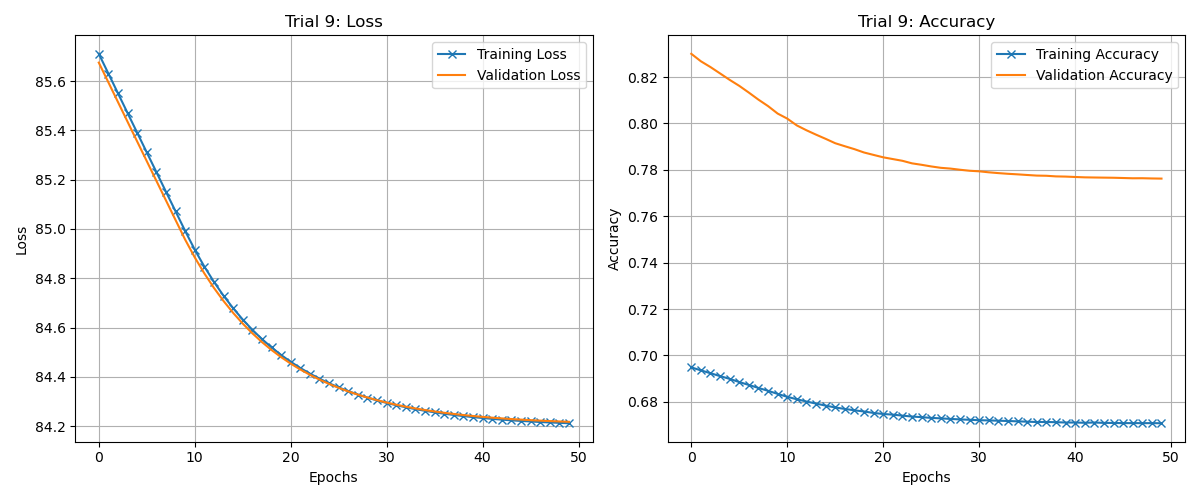 Trial 9: Loss
Training Loss
Validation Loss
85.6
85.4
85.2
85.0
84.8
84.6
84.4
84.2
Loss
0 10 20 30 40 50
Epochs
Trial 9: Accuracy
Training Accuracy
Validation Accuracy
0.82
0.80
0.78
0.76
0.74
0.72
0.70
0.68
Accuracy
0 10 20 30 40 50
Epochs